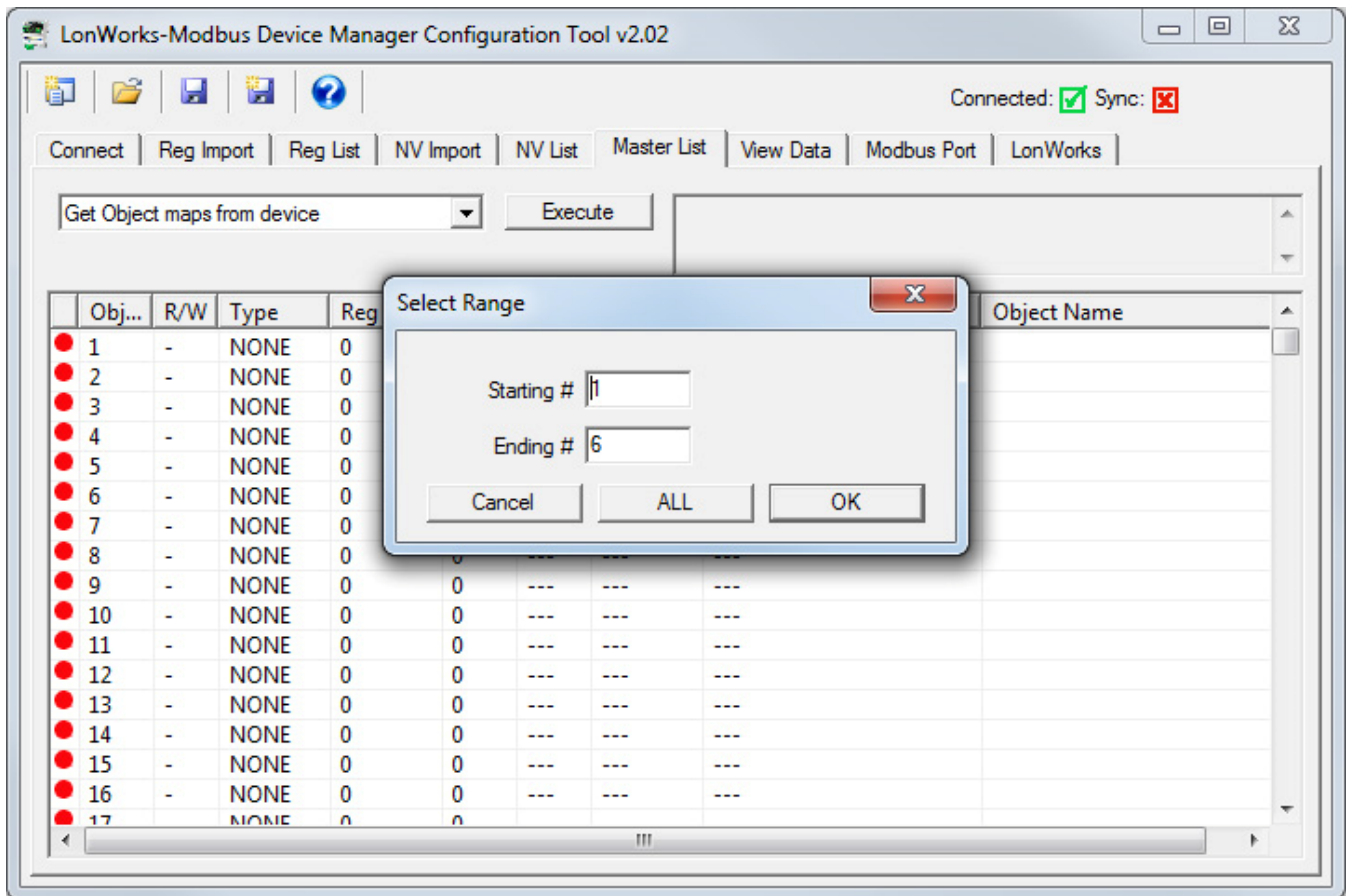 LonWorks-Modbus Device Manager Configuration Tool v2.02
Connected: Sync:
Connect Reg Import Reg List NV Import NV List Master List View Data Modbus Port LonWorks
Get Object maps from device Execute
Select Range
Obj... R/W Type Reg Object Name
Starting # 1
Ending # 6
Cancel ALL OK
1 - NONE 0
2 - NONE 0
3 - NONE 0
4 - NONE 0
5 - NONE 0
6 - NONE 0
7 - NONE 0
8 - NONE 0 0 --- --- ---
9 - NONE 0 0 --- --- ---
10 - NONE 0 0 --- --- ---
11 - NONE 0 0 --- --- ---
12 - NONE 0 0 --- --- ---
13 - NONE 0 0 --- --- ---
14 - NONE 0 0 --- --- ---
15 - NONE 0 0 --- --- ---
16 - NONE 0 0 --- --- ---
17 NONE 0 0